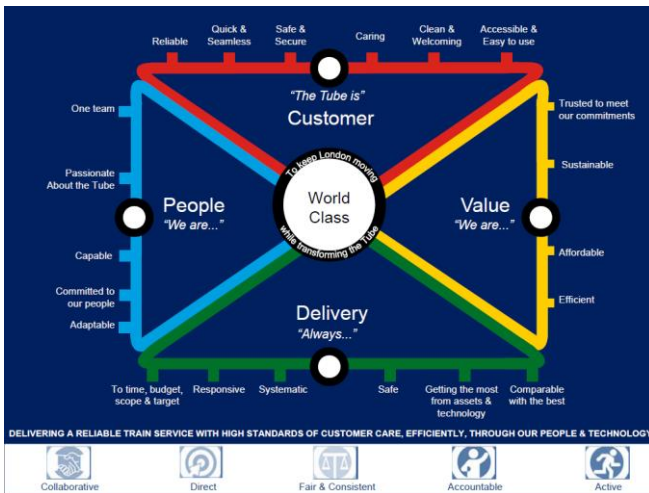 Reliable
Quick &
Seamless
Safe &
Secure
Caring
Clean &
Welcoming
Accessible &
Easy to use
"The Tube is"
Customer
One team
Passionate
About the Tube
People
"We are..."
Capable
Committed to
our people
Adaptable
To keep London moving
World
Class
while transforming the Tube
Trusted to meet
our commitments
Sustainable
Value
"We are..."
Affordable
Efficient
Delivery
"Always..."
To time, budget,
scope & target
Responsive
Systematic
Safe
Getting the most
from assets &
technology
Comparable
with the best
DELIVERING A RELIABLE TRAIN SERVICE WITH HIGH STANDARDS OF CUSTOMER CARE, EFFICIENTLY, THROUGH OUR PEOPLE & TECHNOLOGY
Collaborative
Direct
Fair & Consistent
Accountable
Active